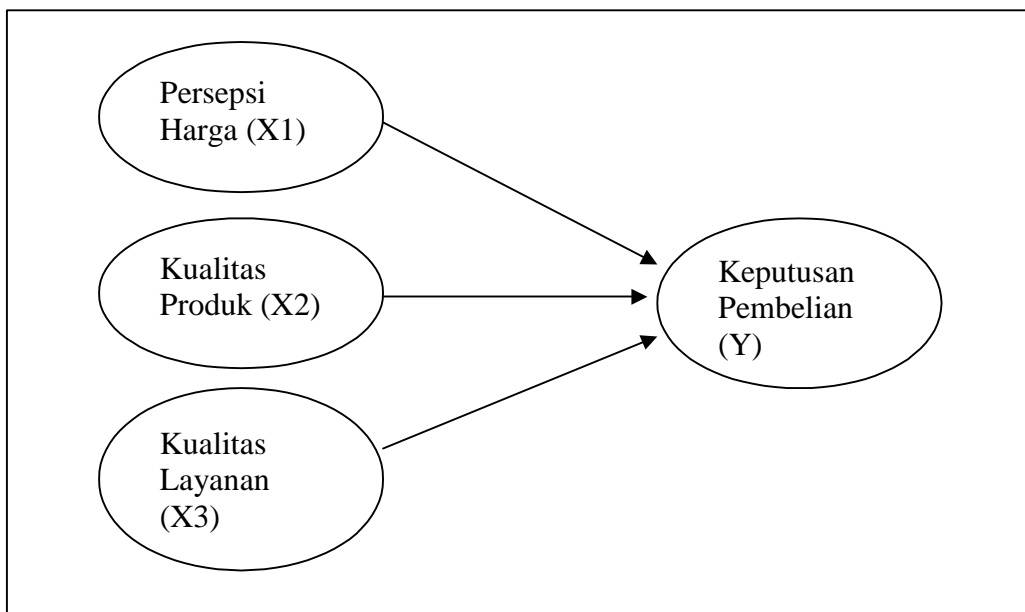 Persepsi
Harga (X1)
Kualitas
Produk (X2)
Kualitas
Layanan
(X3)
Keputusan
Pembelian
(Y)